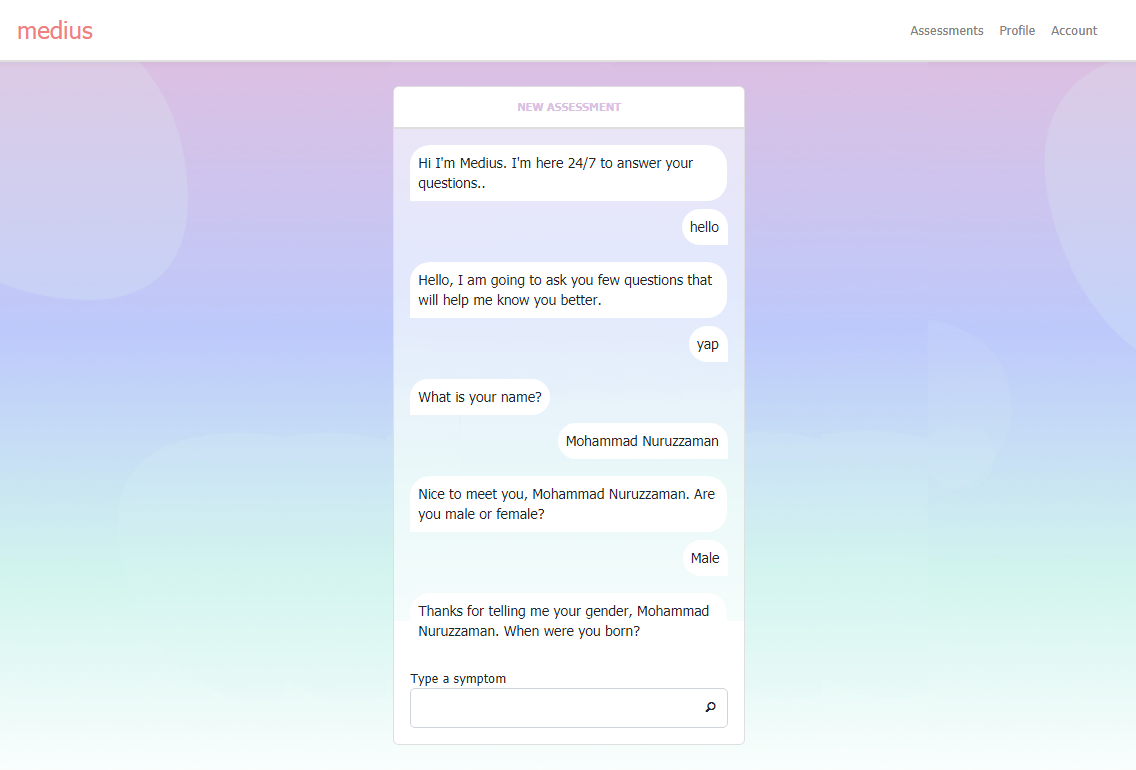 medius
Assessments Profile Account
NEW ASSESSMENT
Hi I'm Medius. I'm here 24/7 to answer your
questions..
hello
Hello, I am going to ask you few questions that
will help me know you better.
yap
What is your name?
Mohammad Nuruzzaman
Nice to meet you, Mohammad Nuruzzaman. Are
you male or female?
Male
Thanks for telling me your gender, Mohammad
Nuruzzaman. When were you born?
Type a symptom